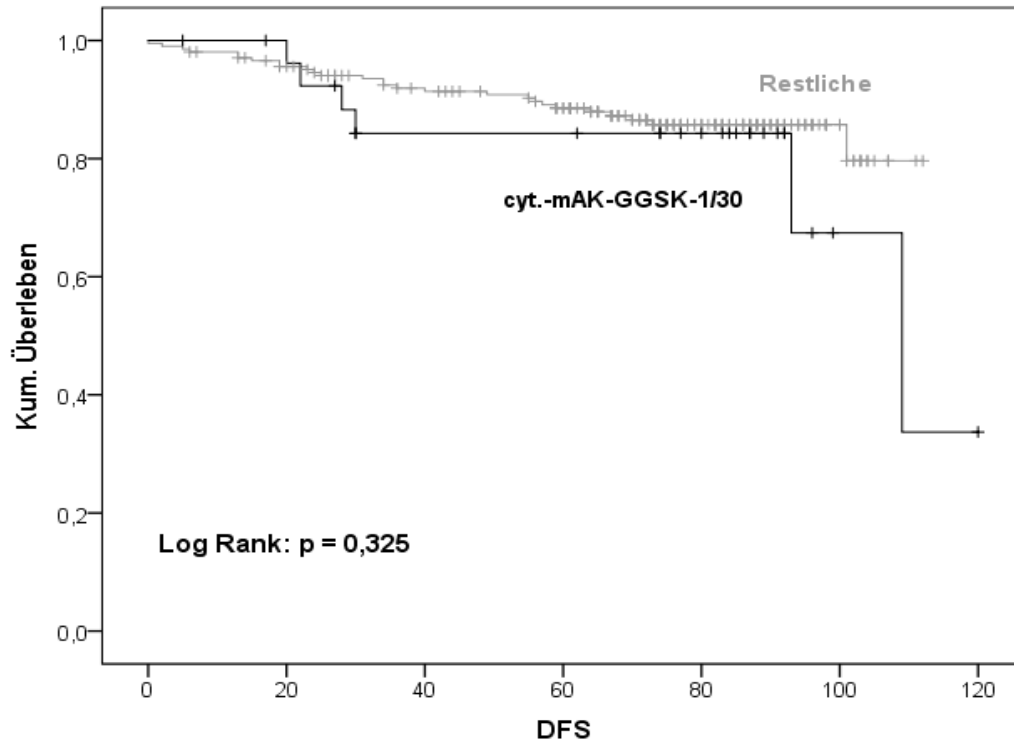 1,0
0,8
0,6
0,4
0,2
0,0
Kum. Überleben
Restliche
cyt.-mAK-GGSK-1/30
Log Rank: p = 0,325
0 20 40 60 80 100 120
DFS